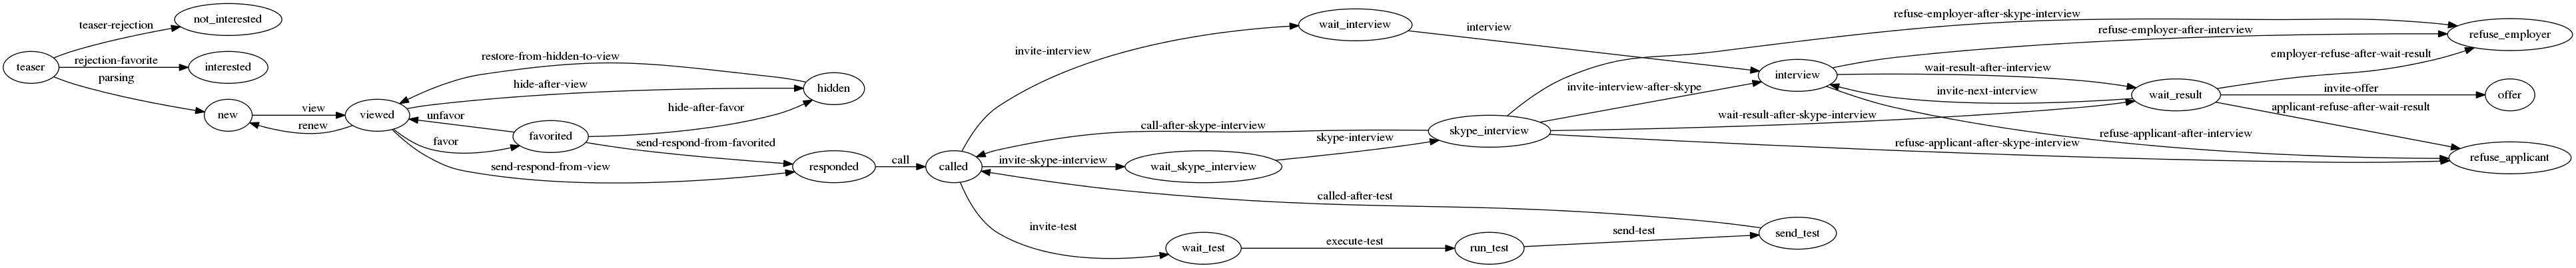 teaser
teaser-rejection
not_interested
rejection-favorite
interested
parsing
new
view
renew
viewed
restore-from-hidden-to-view
hide-after-view
hidden
hide-after-favor
unfavor
favor
favorited
send-respond-from-favorited
send-respond-from-view
responded
call
called
invite-interview
wait_interview
interview
invite-skype-interview
wait_skype_interview
skype-interview
call-after-skype-interview
skype_interview
invite-test
wait_test
execute-test
run_test
send-test
send_test
called-after-test
invite-interview-after-skype
interview
refuse-employer-after-skype-interview
refuse-employer-after-interview
wait-result-after-interview
invite-next-interview
wait-result-after-skype-interview
refuse-applicant-after-interview
refuse-applicant-after-skype-interview
wait_result
employer-refuse-after-wait-result
refuse_employer
invite-offer
offer
applicant-refuse-after-wait-result
refuse_applicant